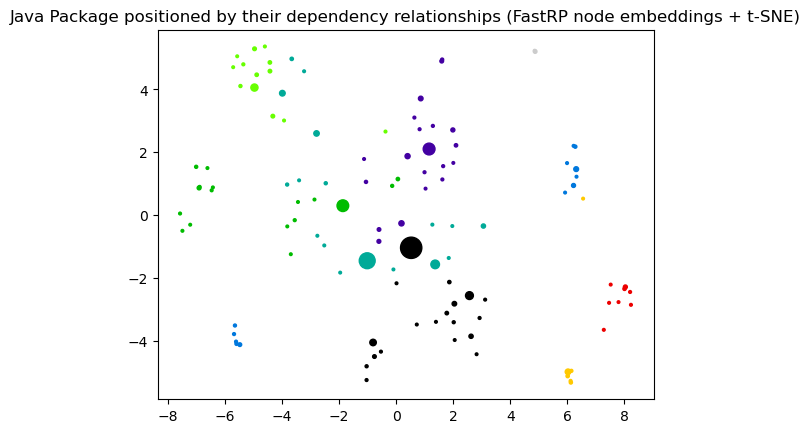 Java Package positioned by their dependency relationships (FastRP node embeddings + t-SNE)
4
2
0
−2
−4
−8 −6 −4 −2 0 2 4 6 8